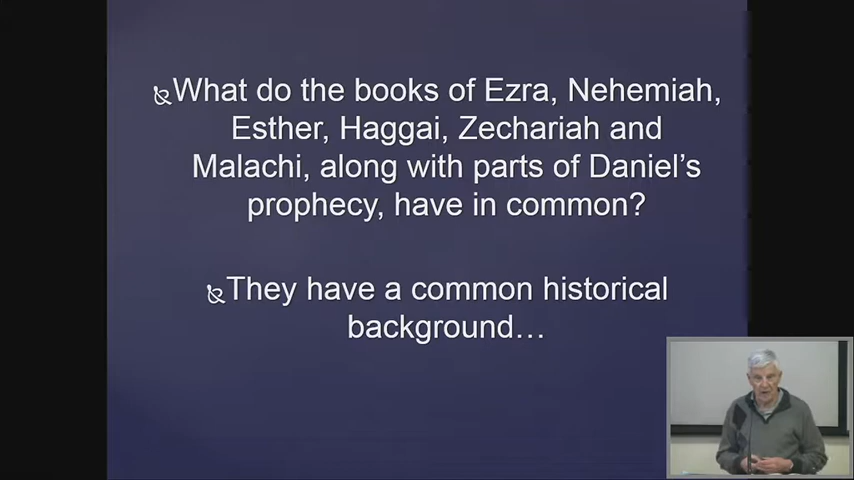 What do the books of Ezra, Nehemiah,
Esther, Haggai, Zechariah and
Malachi, along with parts of Daniel’s
prophecy, have in common?
They have a common historical
background…